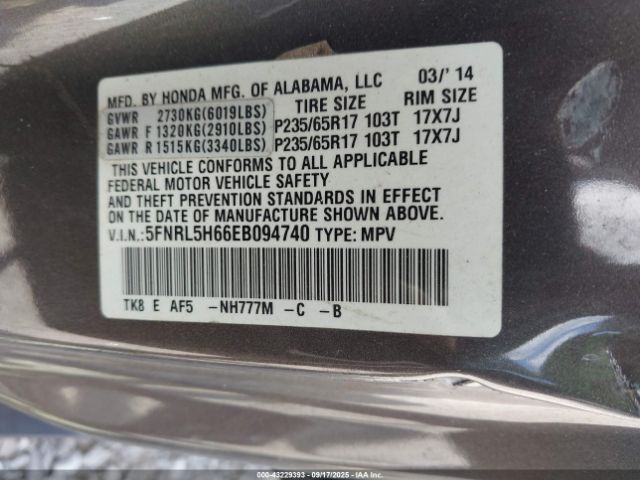 MFD. BY HONDA MFG. OF ALABAMA, LLC 03/' 14
GVWR 2730KG(6019LBS) TIRE SIZE RIM SIZE
GAWR F 1320KG(2910LBS) P235/65R17 103T 17X7J
GAWR R 1515KG(3340LBS) P235/65R17 103T 17X7J
THIS VEHICLE CONFORMS TO ALL APPLICABLE
FEDERAL MOTOR VEHICLE SAFETY
AND THEFT PREVENTION STANDARDS IN EFFECT
ON THE DATE OF MANUFACTURE SHOWN ABOVE.
V.I.N.:5FNRL5H66EB094740 TYPE: MPV
TK8 E AF5 -NH777M -C -B
000-43229393 - 09/17/2025 - IAA Inc.